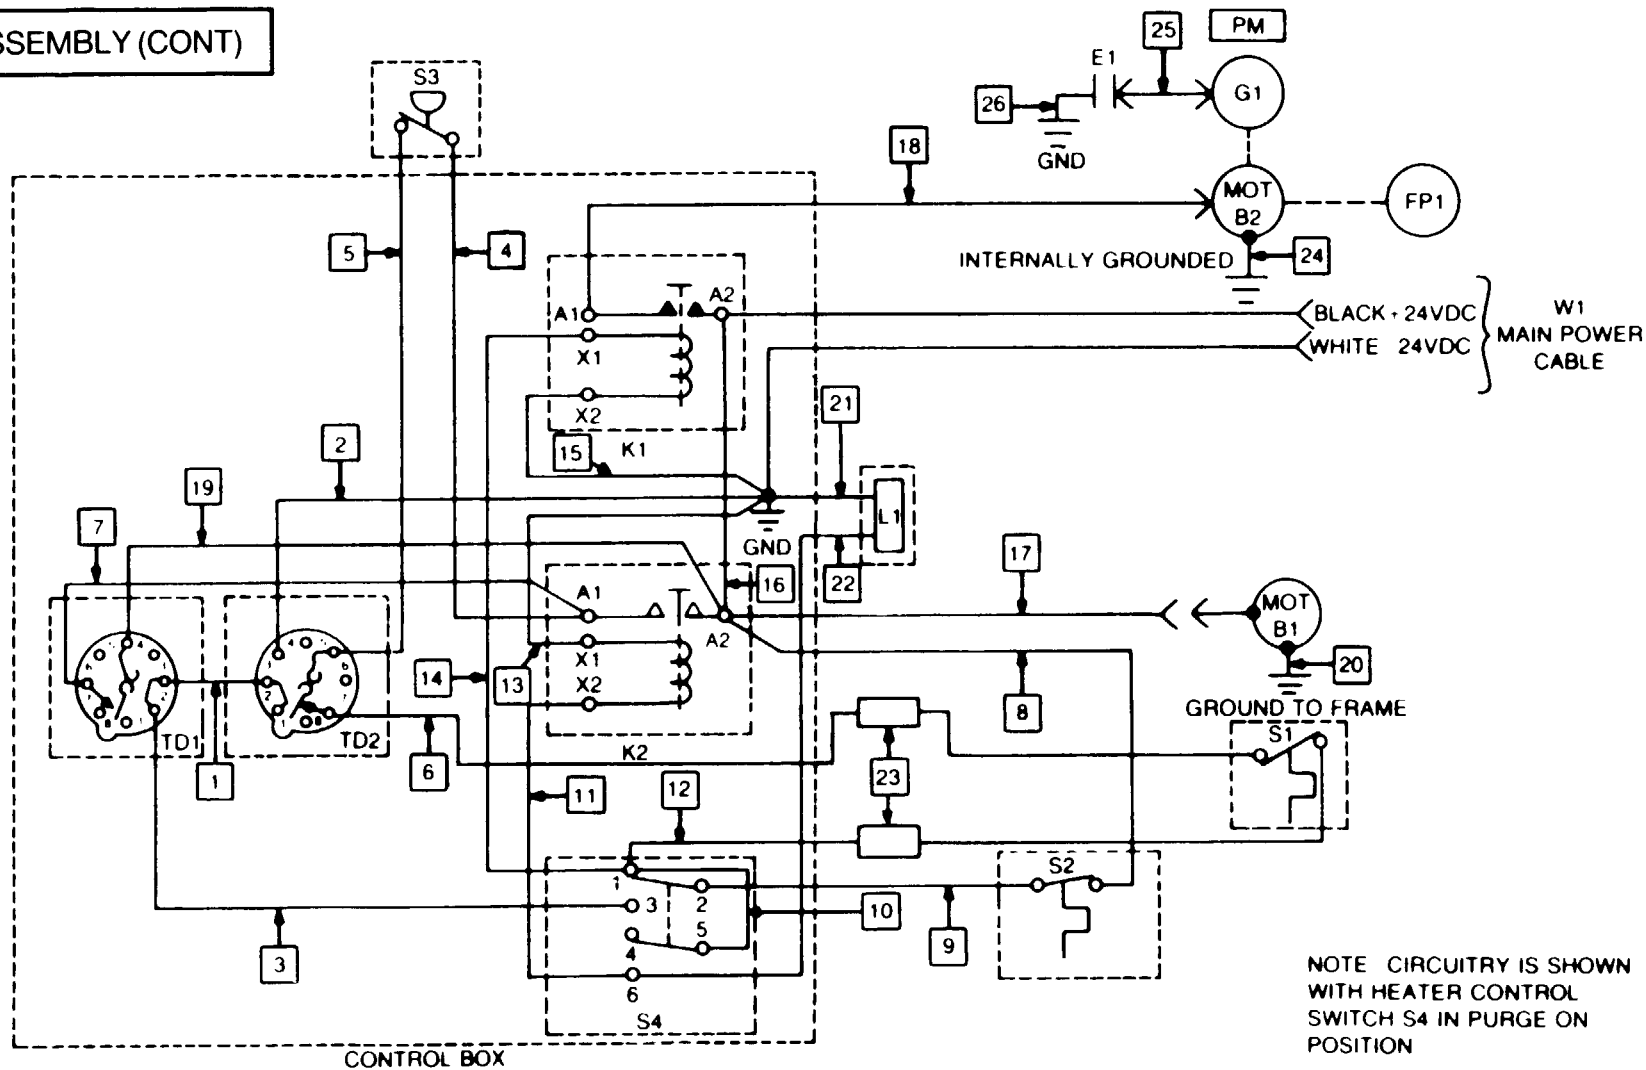 SSEMBLY (CONT)
25
PM
S3
E1
G1
26
GND
18
MOT
B2
FP1
5
4
INTERNALLY GROUNDED
24
A1
A2
BLACK + 24VDC
W1
MAIN POWER
CABLE
WHITE 24VDC
X1
X2
21
2
15
K1
19
L1
7
GND
17
16
22
A1
MOT
B1
A2
X1
14
13
X2
20
8
GROUND TO FRAME
S1
TD1
TD2
K2
1
6
23
11
12
S2
1
3
2
10
5
4
9
3
6
S4
NOTE CIRCUITRY IS SHOWN
WITH HEATER CONTROL
SWITCH S4 IN PURGE ON
POSITION
CONTROL BOX